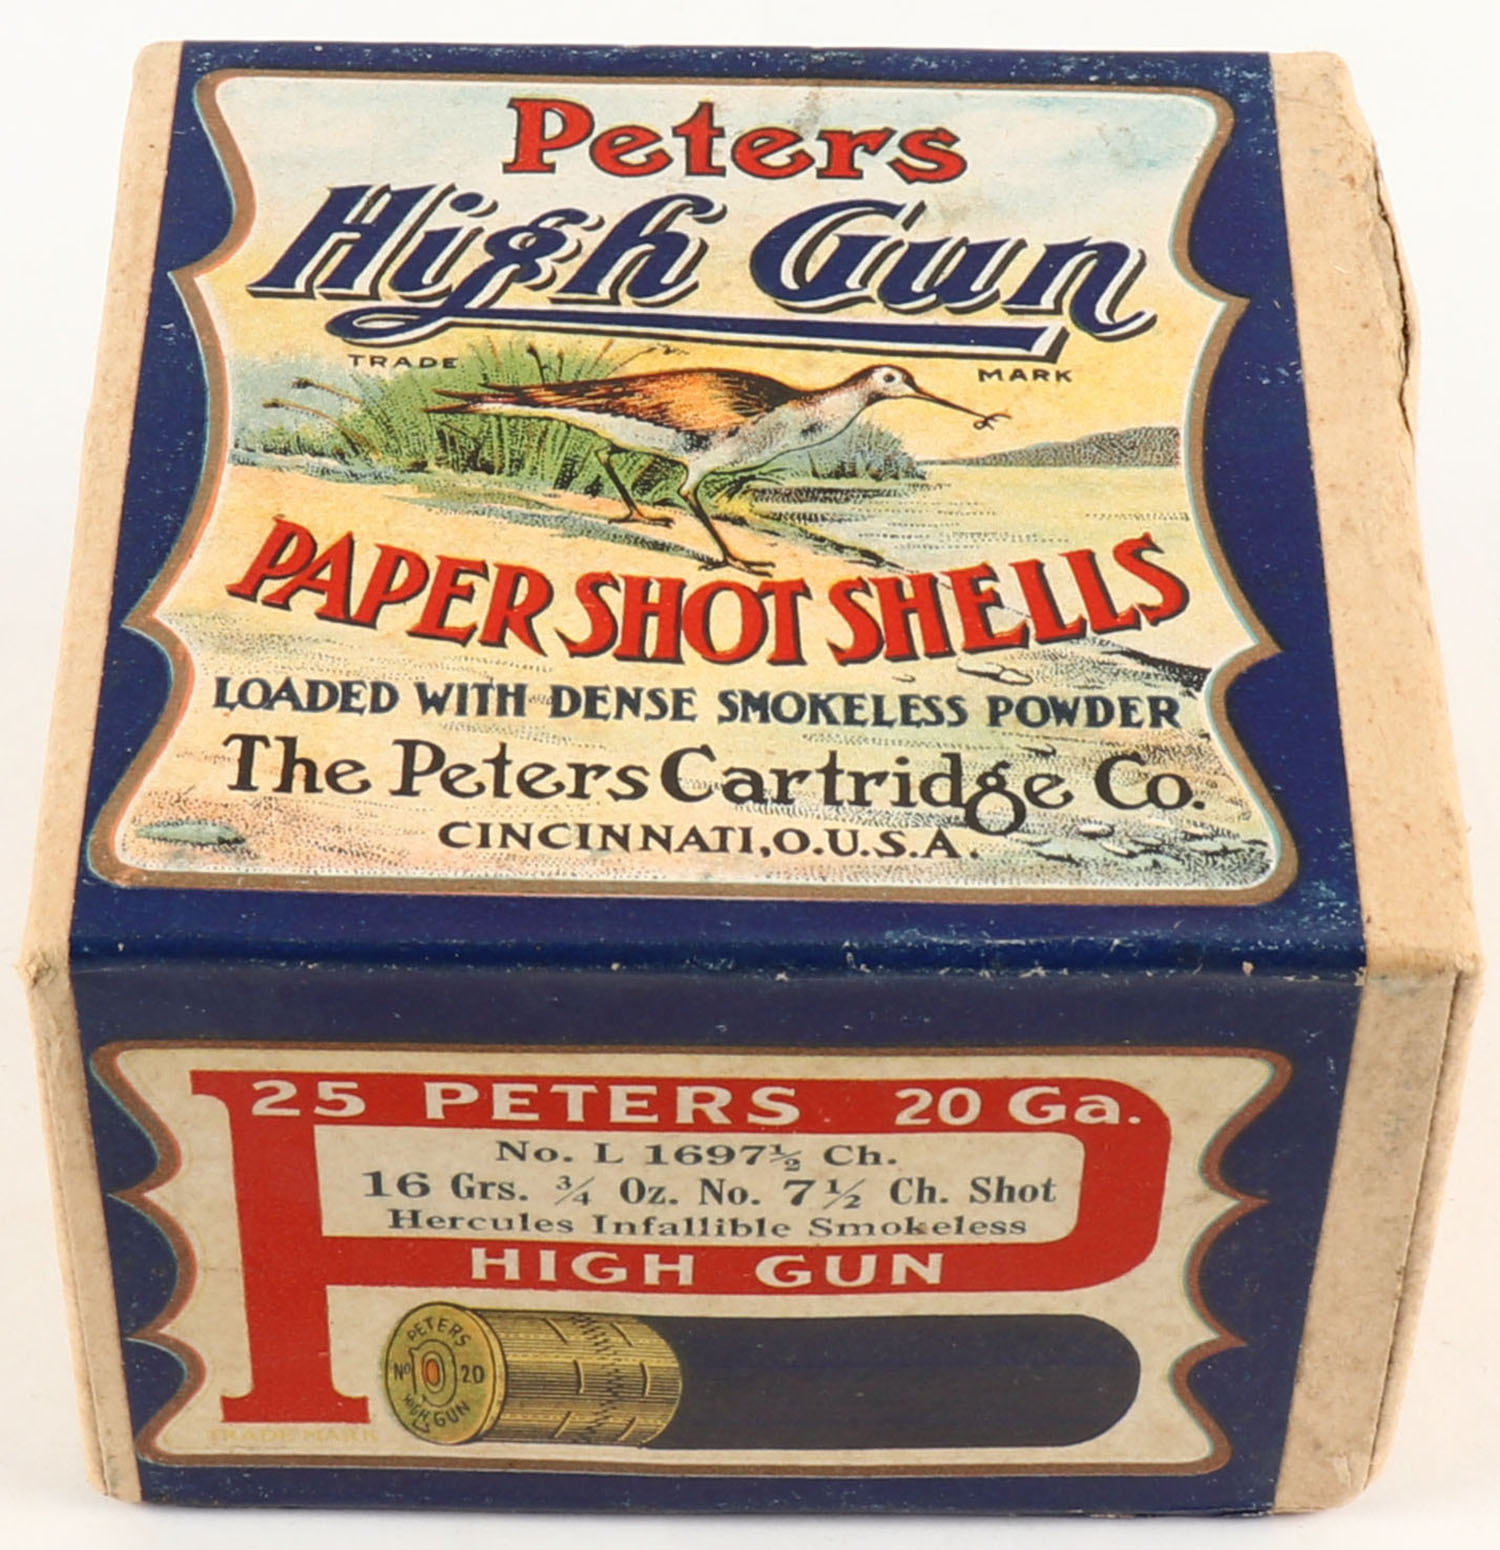 Peters
High Gun
TRADE MARK
PAPER SHOT SHELLS
LOADED WITH DENSE SMOKELESS POWDER
The Peters Cartridge Co.
CINCINNATI, O. U.S.A.
25 PETERS 20 Ga.
No. L 1697½ Ch.
16 Grs. ¾ Oz. No. 7½ Ch. Shot
Hercules Infallible Smokeless
HIGH GUN
PETERS
No 20
HIGH GUN
TRADE MARK